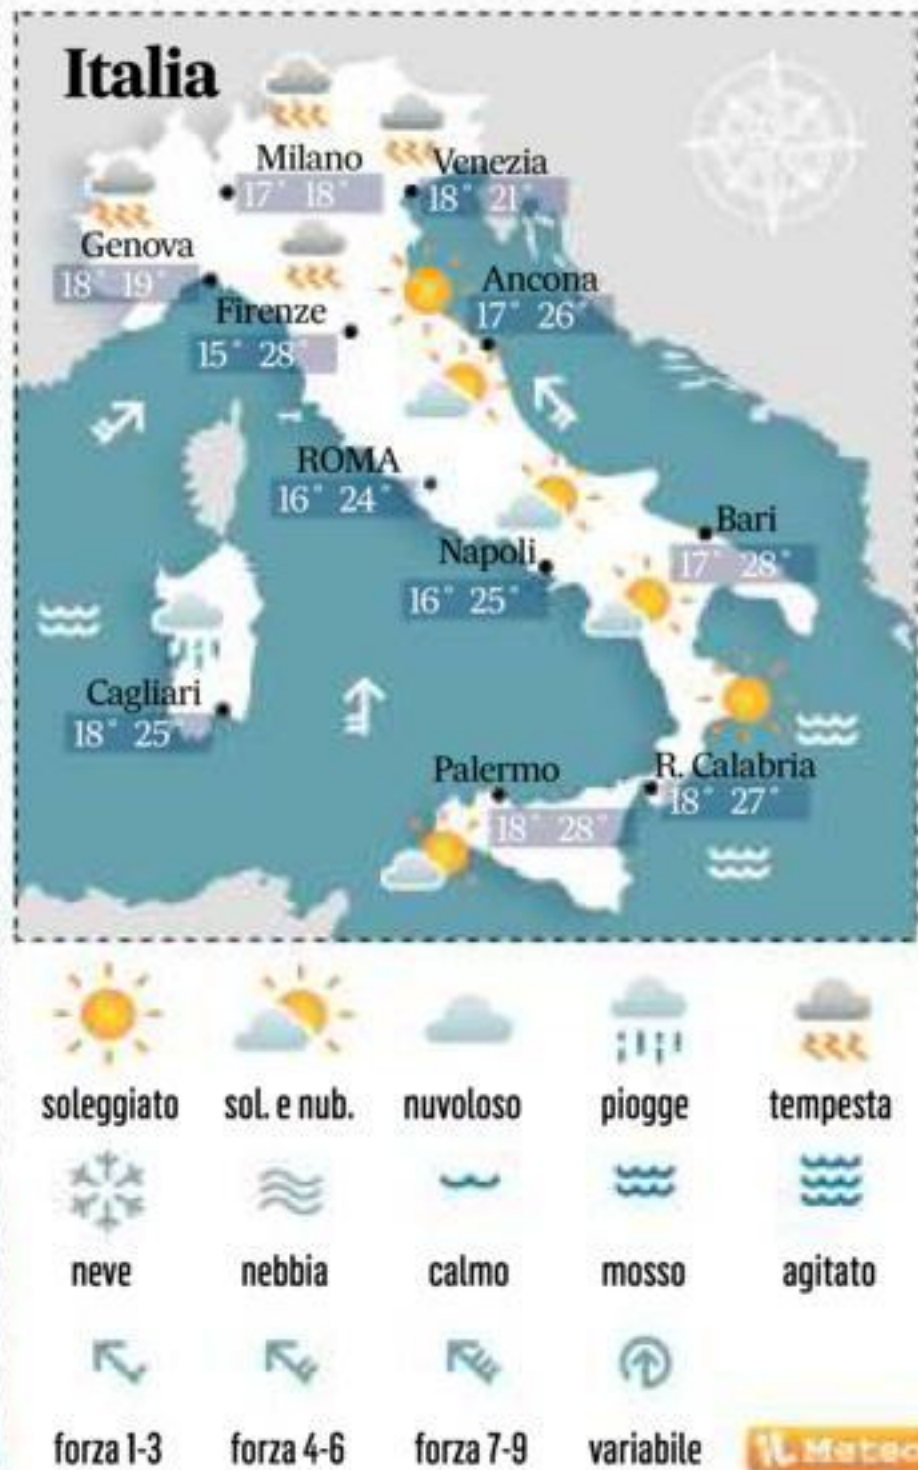 Italia
Milano
17° 18°
Venezia
18° 21°
Genova
18° 19°
Ancona
17° 26°
Firenze
15° 28°
ROMA
16° 24°
Bari
17° 28°
Napoli
16° 25°
Cagliari
18° 25°
Palermo
18° 28°
R. Calabria
18° 27°
soleggiato sol. e nub. nuvoloso piogge tempesta
neve nebbia calmo mosso agitato
forza 1-3 forza 4-6 forza 7-9 variabile
iL Meteo